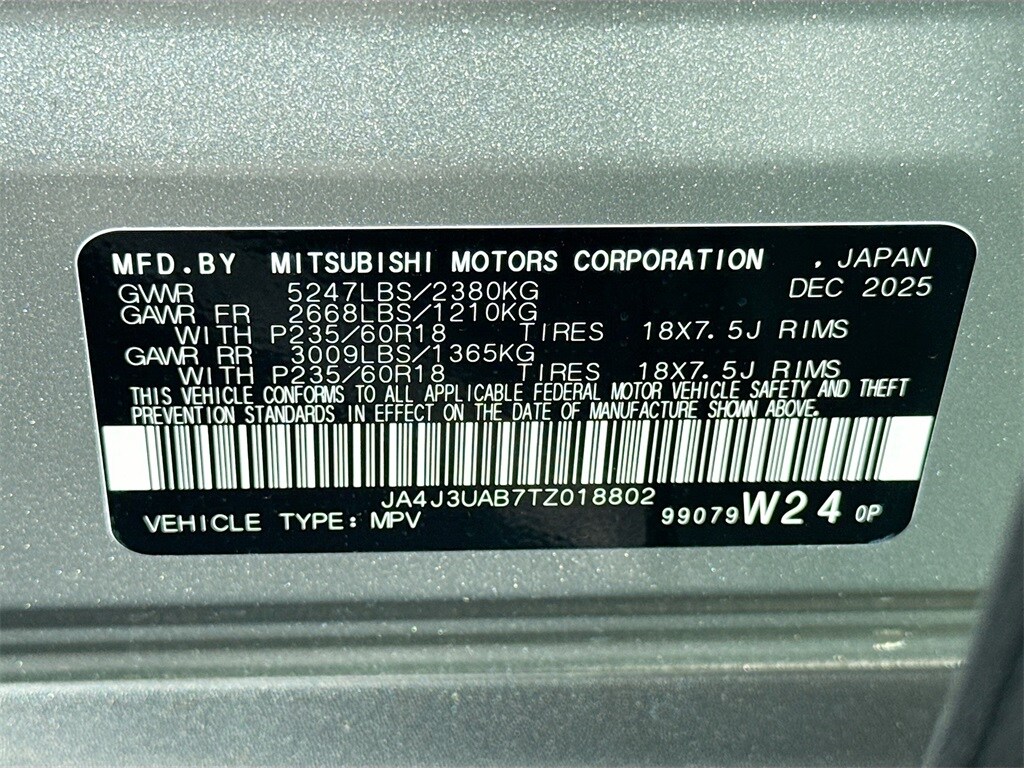 MFD.BY MITSUBISHI MOTORS CORPORATION , JAPAN
GVWR 5247LBS/2380KG DEC 2025
GAWR FR 2668LBS/1210KG
WITH P235/60R18 TIRES 18X7.5J RIMS
GAWR RR 3009LBS/1365KG
WITH P235/60R18 TIRES 18X7.5J RIMS
THIS VEHICLE CONFORMS TO ALL APPLICABLE FEDERAL MOTOR VEHICLE SAFETY AND THEFT
PREVENTION STANDARDS IN EFFECT ON THE DATE OF MANUFACTURE SHOWN ABOVE.
JA4J3UAB7TZ018802
VEHICLE TYPE: MPV 99079W24 0P